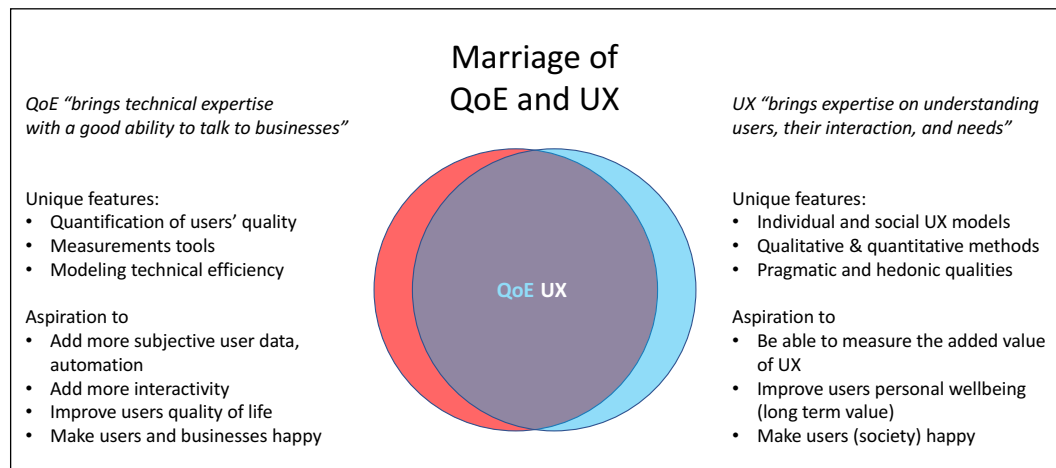 Marriage of
QoE and UX
QoE “brings technical expertise
with a good ability to talk to businesses”
Unique features:
• Quantification of users’ quality
• Measurements tools
• Modeling technical efficiency
Aspiration to
• Add more subjective user data,
automation
• Add more interactivity
• Improve users quality of life
• Make users and businesses happy
QoE UX
UX “brings expertise on understanding
users, their interaction, and needs”
Unique features:
• Individual and social UX models
• Qualitative & quantitative methods
• Pragmatic and hedonic qualities
Aspiration to
• Be able to measure the added value
of UX
• Improve users personal wellbeing
(long term value)
• Make users (society) happy